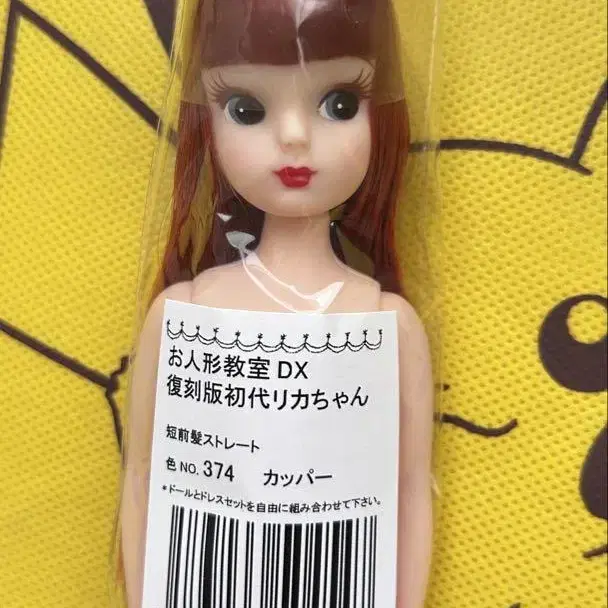 お人形教室 DX
復刻版初代リカちゃん
短前髪ストレート
色 NO. 374 カッパー
*ドールとドレスセットを自由に組み合わせて下さい。